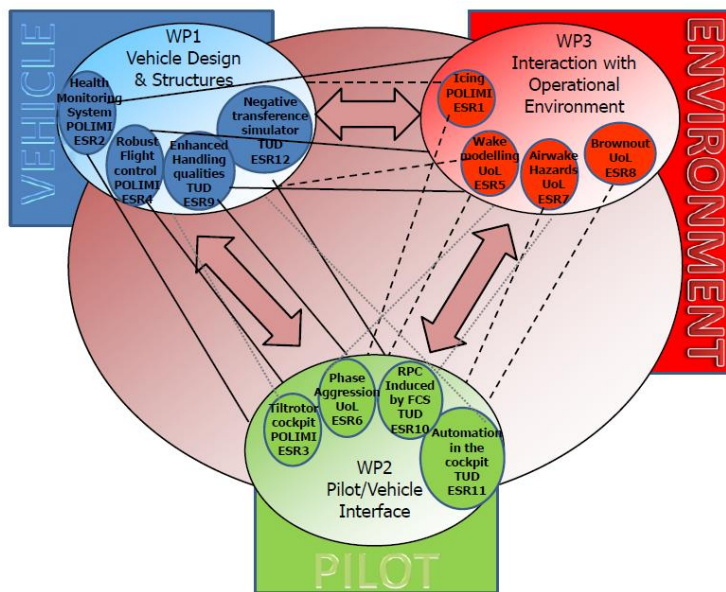 VEHICLE
WP1
Vehicle Design
& Structures
Health
Monitoring
System
POLIMI
ESR2
Robust
Flight
control
POLIMI
ESR4
Enhanced
Handling
qualities
TUD
ESR9
Negative
transference
simulator
TUD
ESR12
WP3
Interaction with
Operational
Environment
Icing
POLIMI
ESR1
Wake
modelling
UoL
ESR5
Airwake
Hazards
UoL
ESR7
Brownout
UoL
ESR8
ENVIRONMENT
Tiltrotor
cockpit
POLIMI
ESR3
Phase
Aggression
UoL
ESR6
RPC
Induced
by FCS
TUD
ESR10
Automation
in the
cockpit
TUD
ESR11
WP2
Pilot/Vehicle
Interface
PILOT